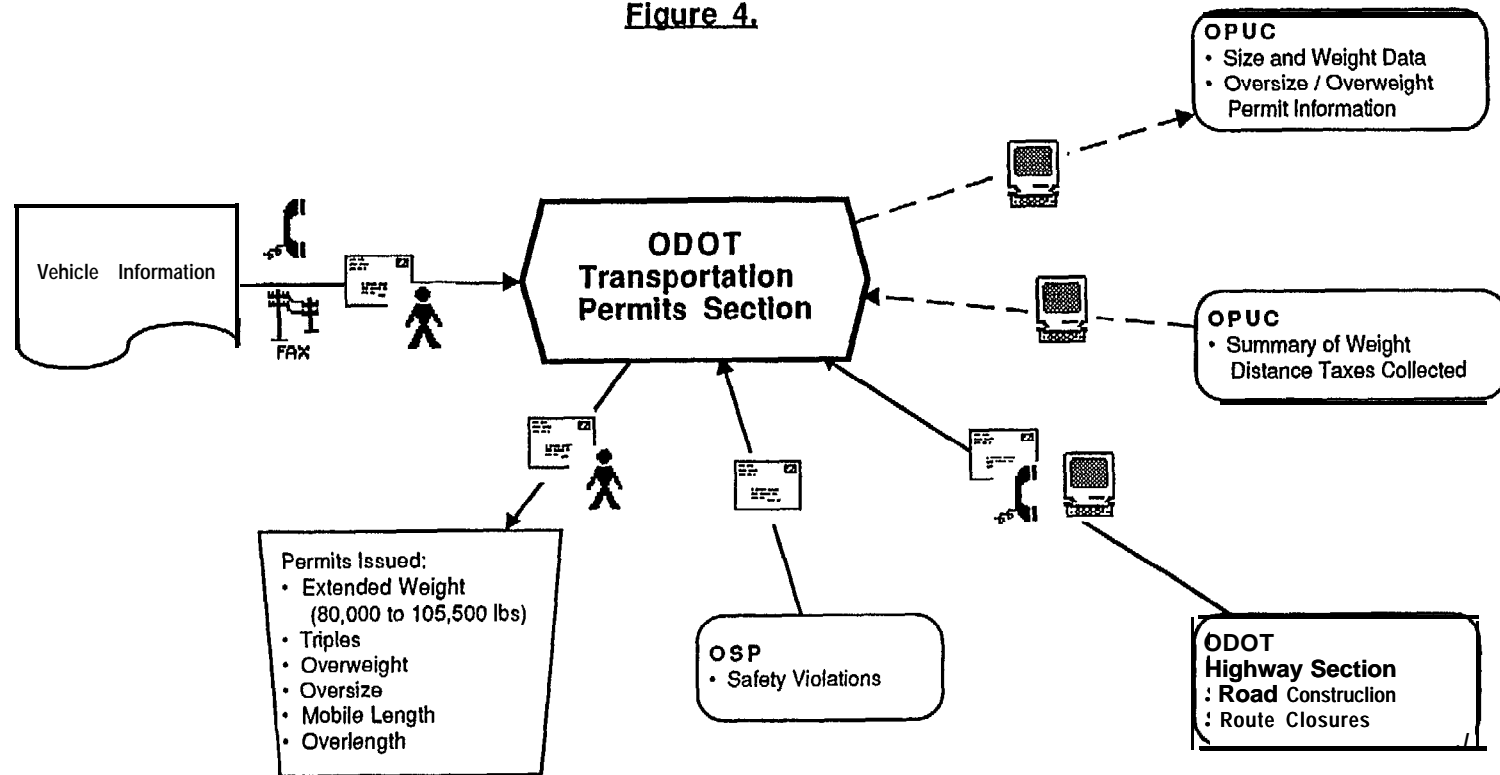 Figure 4.
OPUC
• Size and Weight Data
• Oversize / Overweight
Permit Information
Vehicle Information
FAX
ODOT
Transportation
Permits Section
OPUC
• Summary of Weight
Distance Taxes Collected
Permits Issued:
• Extended Weight
(80,000 to 105,500 lbs)
• Triples
• Overweight
• Oversize
• Mobile Length
• Overlength
OSP
• Safety Violations
ODOT
Highway Section
: Road Construclion
: Route Closures